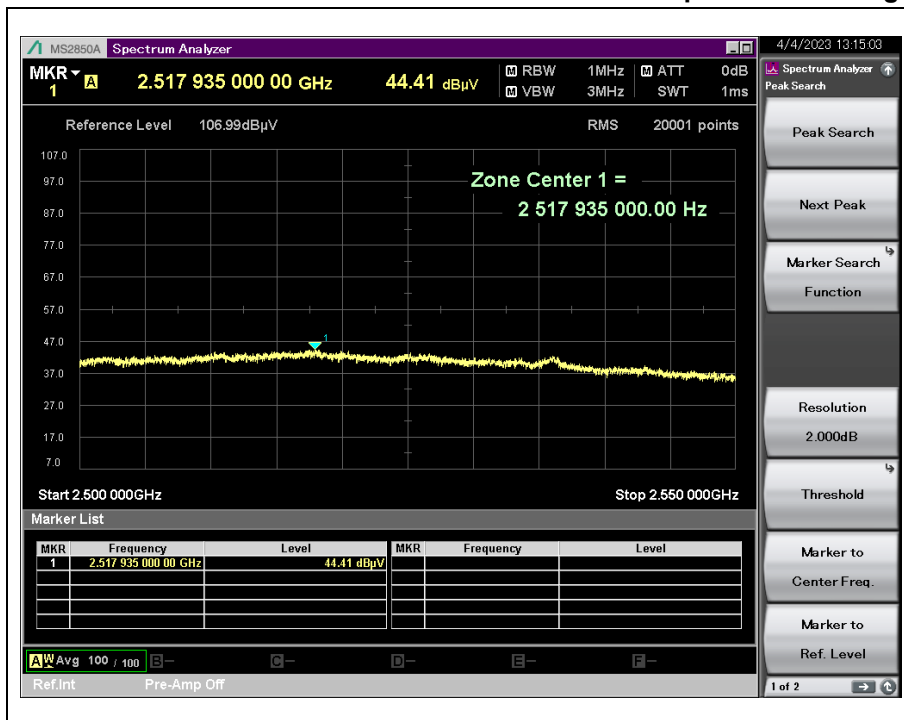 MS2850A Spectrum Analyzer
4/4/2023 13:15:03
MKR 1 A 2.517 935 000 00 GHz 44.41 dBµV
M RBW 1MHz M ATT 0dB
M VBW 3MHz SWT 1ms
Spectrum Analyzer
Peak Search
Reference Level 106.99dBµV RMS 20001 points
107.0
97.0
87.0
77.0
67.0
57.0
47.0
37.0
27.0
17.0
7.0
Zone Center 1 =
2 517 935 000.00 Hz
1
Start 2.500 000GHz Stop 2.550 000GHz
Marker List
MKR Frequency Level MKR Frequency Level
1 2.517 935 000 00 GHz 44.41 dBµV
A W Avg 100 / 100 B – C – D – E – F –
Ref.Int Pre-Amp Off
Peak Search
Next Peak
Marker Search
Function
Resolution
2.000dB
Threshold
Marker to
Center Freq.
Marker to
Ref. Level
1 of 2